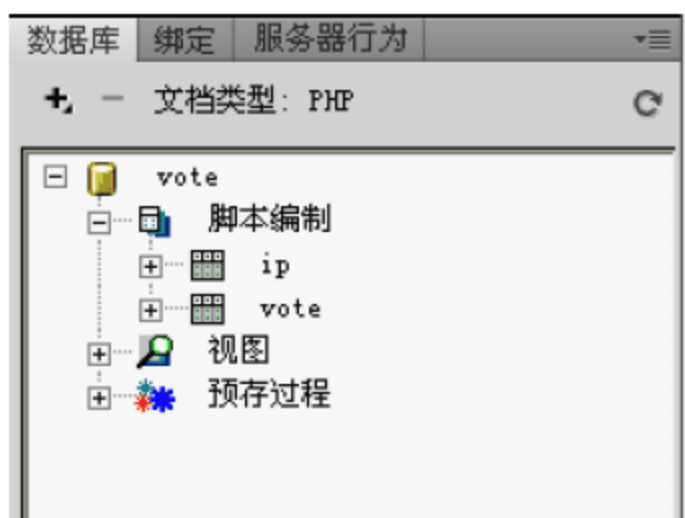 数据库 绑定 服务器行为
文档类型: PHP
vote
脚本编制
ip
vote
视图
预存过程